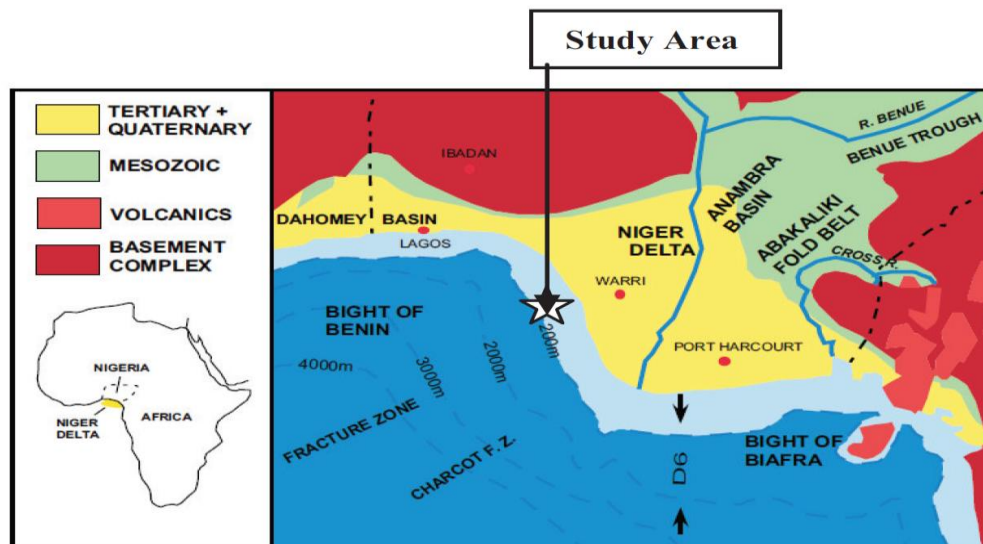 Study Area
TERTIARY +
QUATERNARY
MESOZOIC
VOLCANICS
BASEMENT
COMPLEX
NIGERIA
NIGER
DELTA
AFRICA
R. BENUE
BENUE TROUGH
IBADAN
ANAMBRA
BASIN
ABAKALIKI
FOLD BELT
DAHOMEY BASIN
LAGOS
NIGER
DELTA
CROSS R.
WARRI
BIGHT OF
BENIN
200m
2000m
3000m
4000m
PORT HARCOURT
FRACTURE ZONE
CHARCOT F. Z.
BIGHT OF
BIAFRA
D6